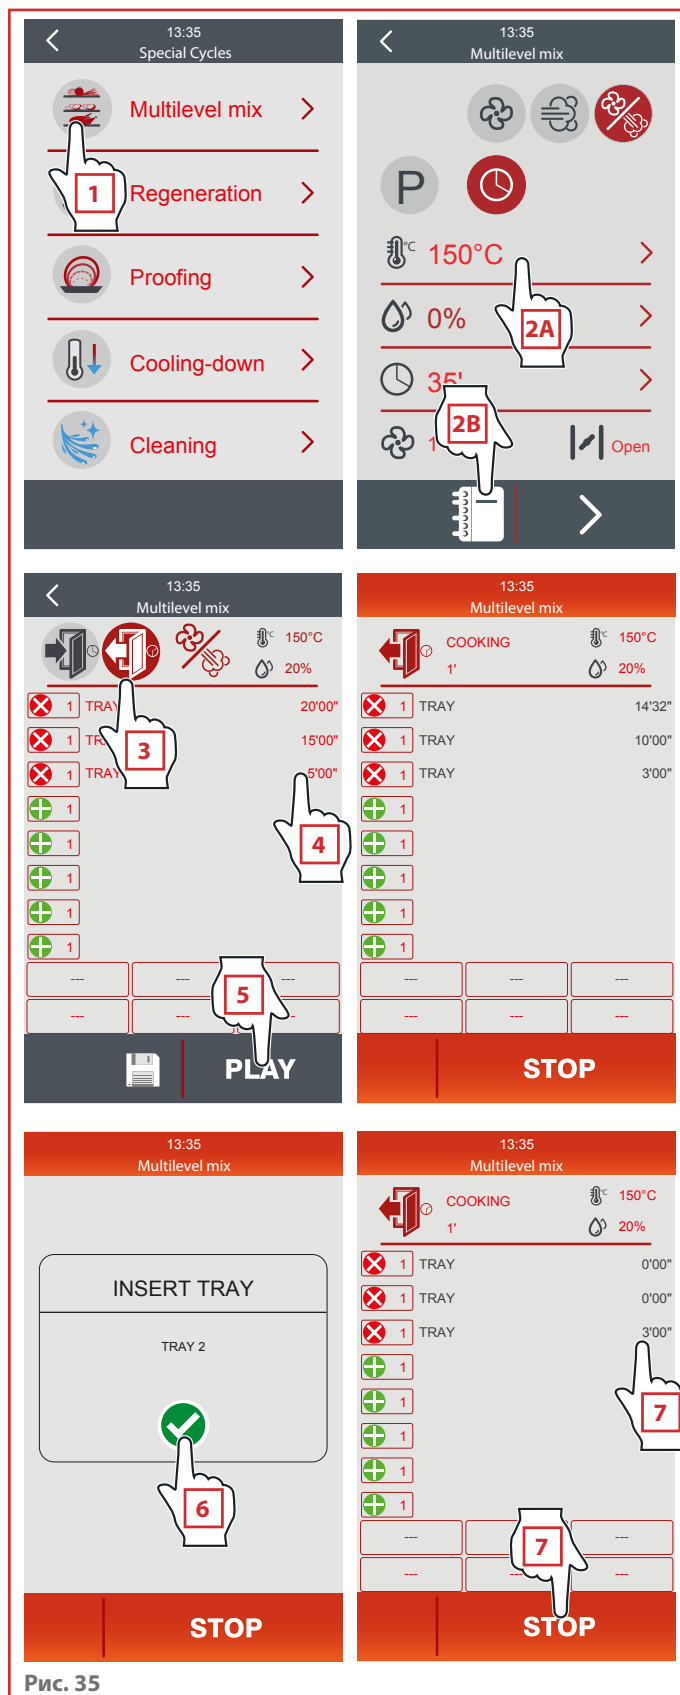 13:35
Special Cycles
Multilevel mix
1
Regeneration
Proofing
Cooling-down
Cleaning
13:35
Multilevel mix
P
°C 150°C
2A
0%
35'
2B
1
Open
13:35
Multilevel mix
°C 150°C
20%
3
1 TRAY 20'00"
1 TR 15'00"
1 TRAY 5'00"
4
1
1
1
1
1
--- --- ---
5
--- --- -
PLAY
13:35
Multilevel mix
COOKING
1'
°C 150°C
20%
1 TRAY 14'32"
1 TRAY 10'00"
1 TRAY 3'00"
1
1
1
1
1
--- --- ---
--- --- ---
STOP
13:35
Multilevel mix
INSERT TRAY
TRAY 2
6
STOP
13:35
Multilevel mix
COOKING
1'
°C 150°C
20%
1 TRAY 0'00"
1 TRAY 0'00"
1 TRAY 3'00"
7
1
1
1
1
1
--- ---
7
--- --- ---
STOP
Рис. 35